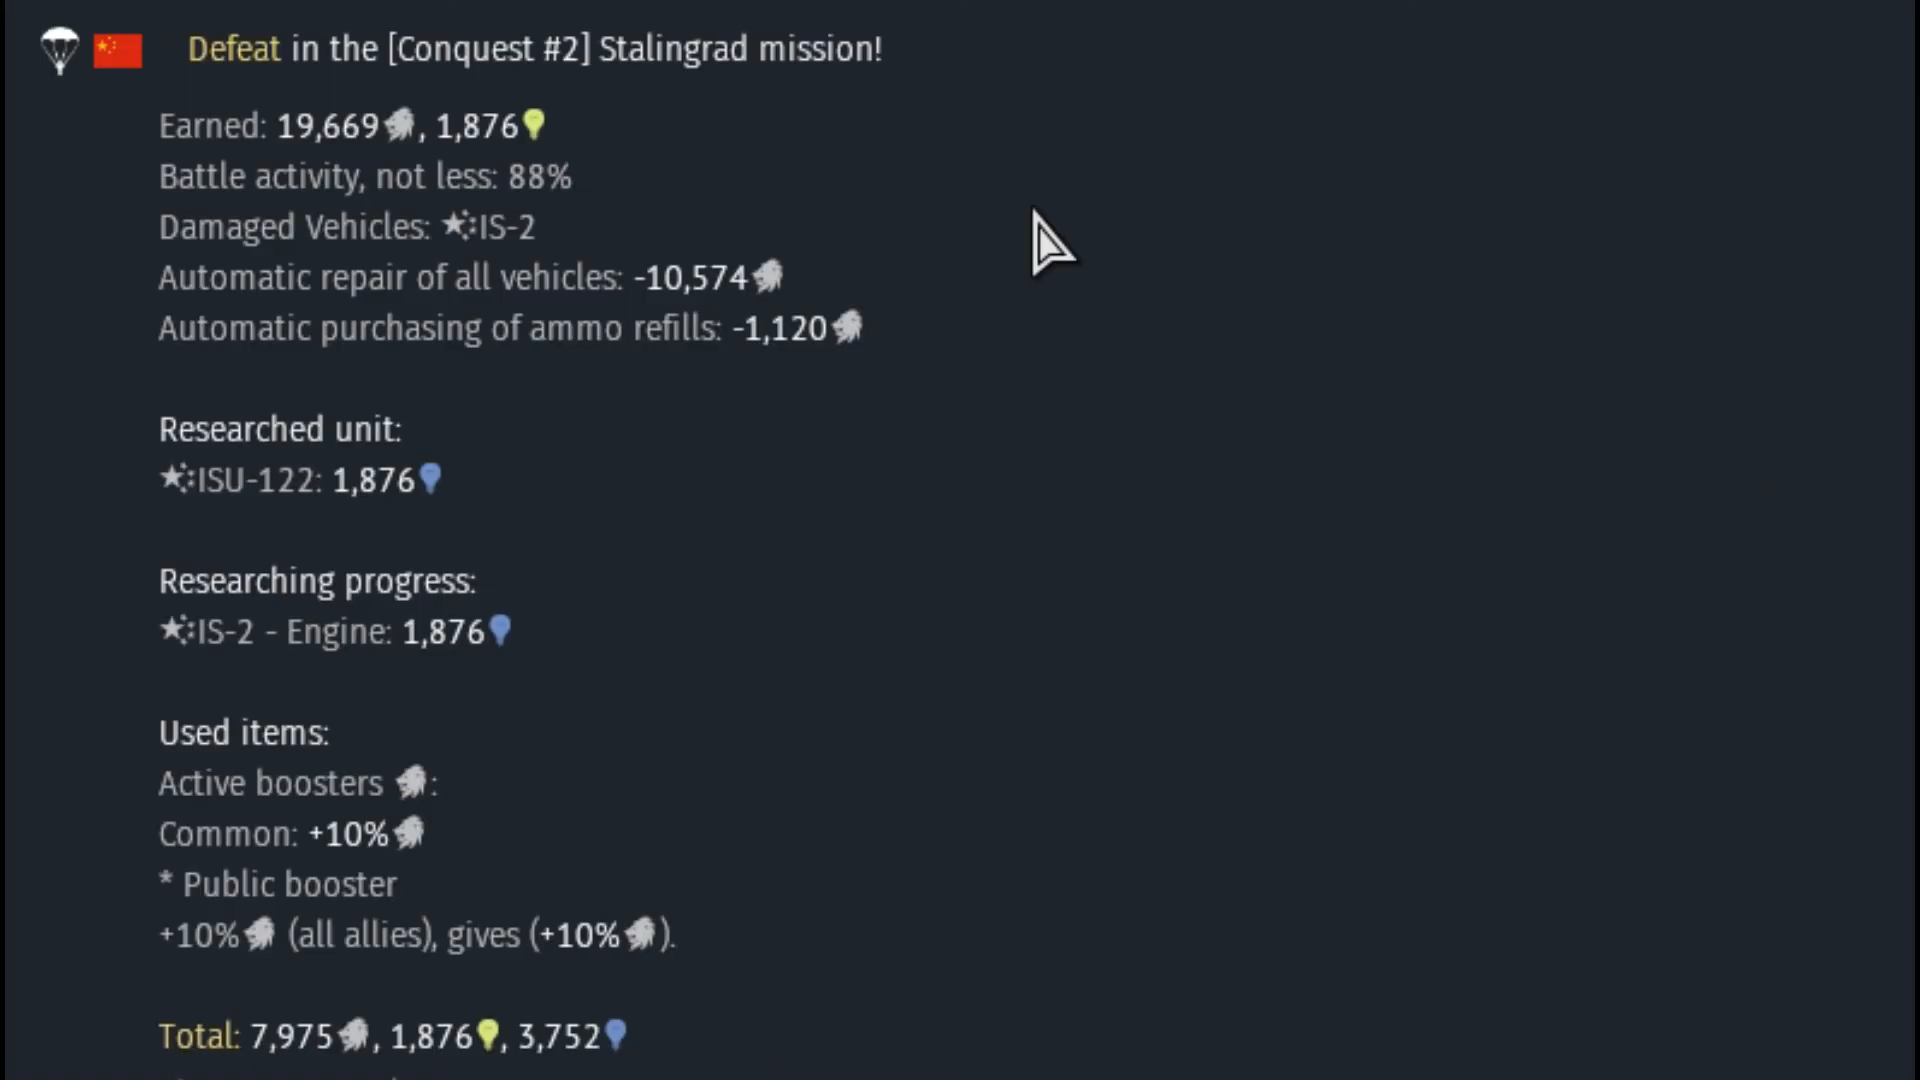 Defeat in the [Conquest #2] Stalingrad mission!
Earned: 19,669, 1,876
Battle activity, not less: 88%
Damaged Vehicles: IS-2
Automatic repair of all vehicles: -10,574
Automatic purchasing of ammo refills: -1,120
Researched unit:
ISU-122: 1,876
Researching progress:
IS-2 - Engine: 1,876
Used items:
Active boosters :
Common: +10%
* Public booster
+10% (all allies), gives (+10%).
Total: 7,975, 1,876, 3,752